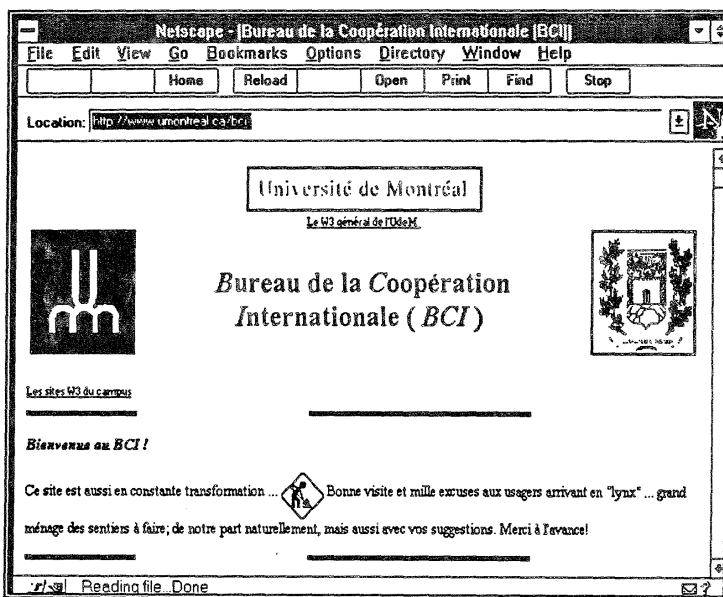 Netscape - [Bureau de la Coopération Internationale [BCI]]
File Edit View Go Bookmarks Options Directory Window Help
Home Reload Open Print Find Stop
Location: http://www.umontreal.ca/bci
N
Université de Montréal
Le W3 général de l'UdeM
Bureau de la Coopération
Internationale (BCI)
Les sites W3 du campus
Bienvenue au BCI !
Ce site est aussi en constante transformation ... Bonne visite et mille excuses aux usagers arrivant en "lynx" ... grand
ménage des sentiers à faire; de notre part naturellement, mais aussi avec vos suggestions. Merci à l'avance!
Reading file...Done
?